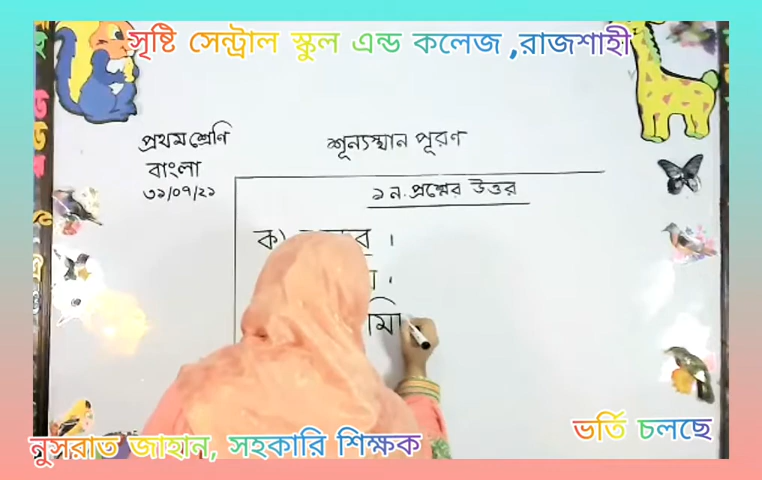 সৃষ্টি সেন্ট্রাল স্কুল এন্ড কলেজ ,রাজশাহী
প্রথম শ্রেণি
শূন্যস্থান পূরণ
বাংলা
৩১/০৭/২১
১ ন. প্রশ্নের উত্তর
ক)
নুসরাত জাহান, সহকারি শিক্ষক
ভর্তি চলছে